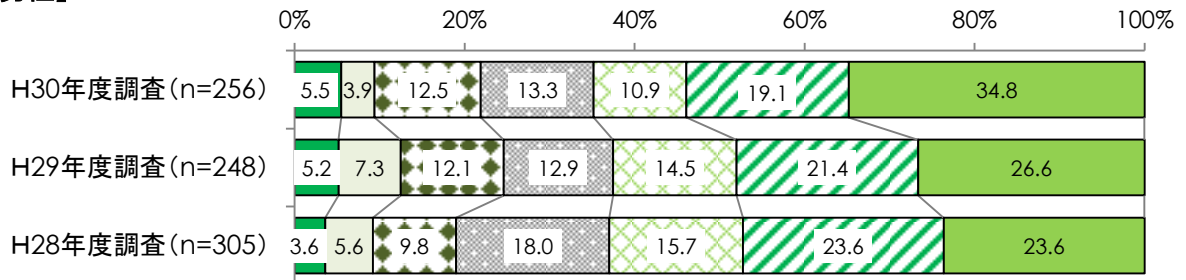 0% 20% 40% 60% 80% 100%
H30年度調査(n=256) 5.5 3.9 12.5 13.3 10.9 19.1 34.8
H29年度調査(n=248) 5.2 7.3 12.1 12.9 14.5 21.4 26.6
H28年度調査(n=305) 3.6 5.6 9.8 18.0 15.7 23.6 23.6